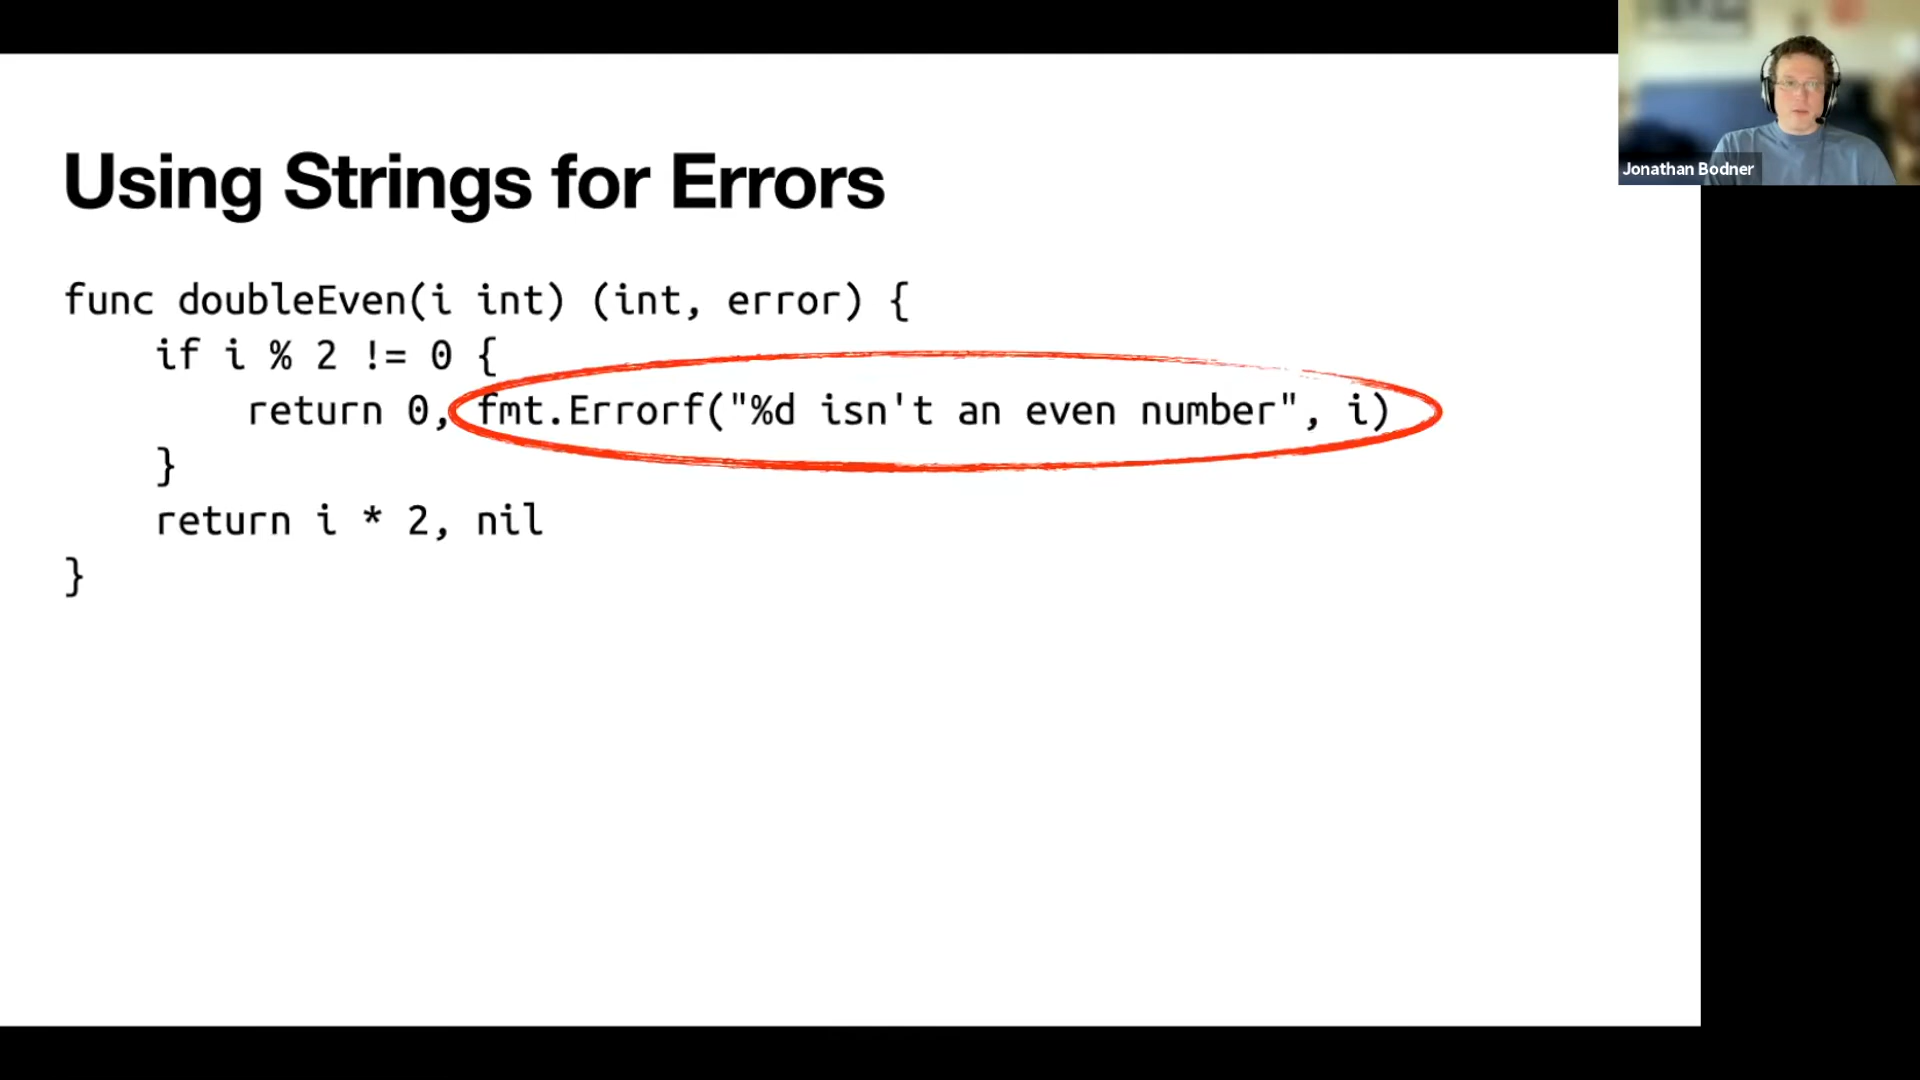 Using Strings for Errors
func doubleEven(i int) (int, error) {
    if i % 2 != 0 {
        return 0, fmt.Errorf("%d isn't an even number", i)
    }
    return i * 2, nil
}
Jonathan Bodner